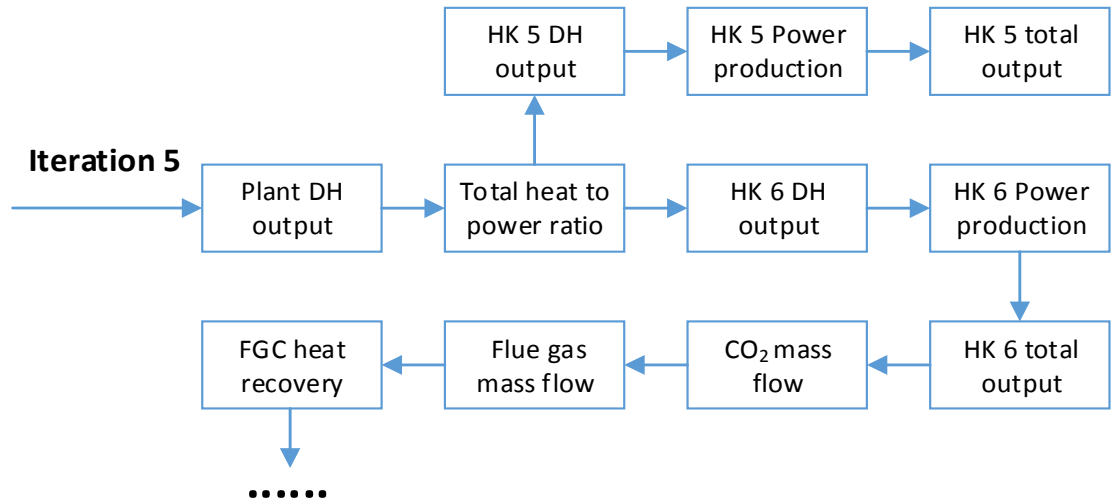 HK 5 DH
output
HK 5 Power
production
HK 5 total
output
Iteration 5
Plant DH
output
Total heat to
power ratio
HK 6 DH
output
HK 6 Power
production
FGC heat
recovery
Flue gas
mass flow
CO₂ mass
flow
HK 6 total
output
......